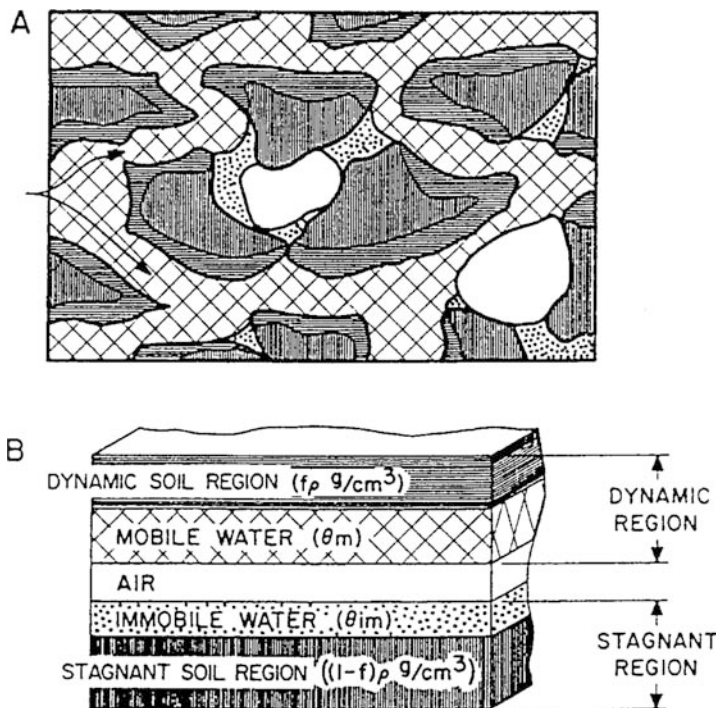 A
B
DYNAMIC SOIL REGION (fρ g/cm³)
MOBILE WATER (θm)
AIR
IMMOBILE WATER (θim)
STAGNANT SOIL REGION ((1-f)ρ g/cm³)
DYNAMIC
REGION
STAGNANT
REGION